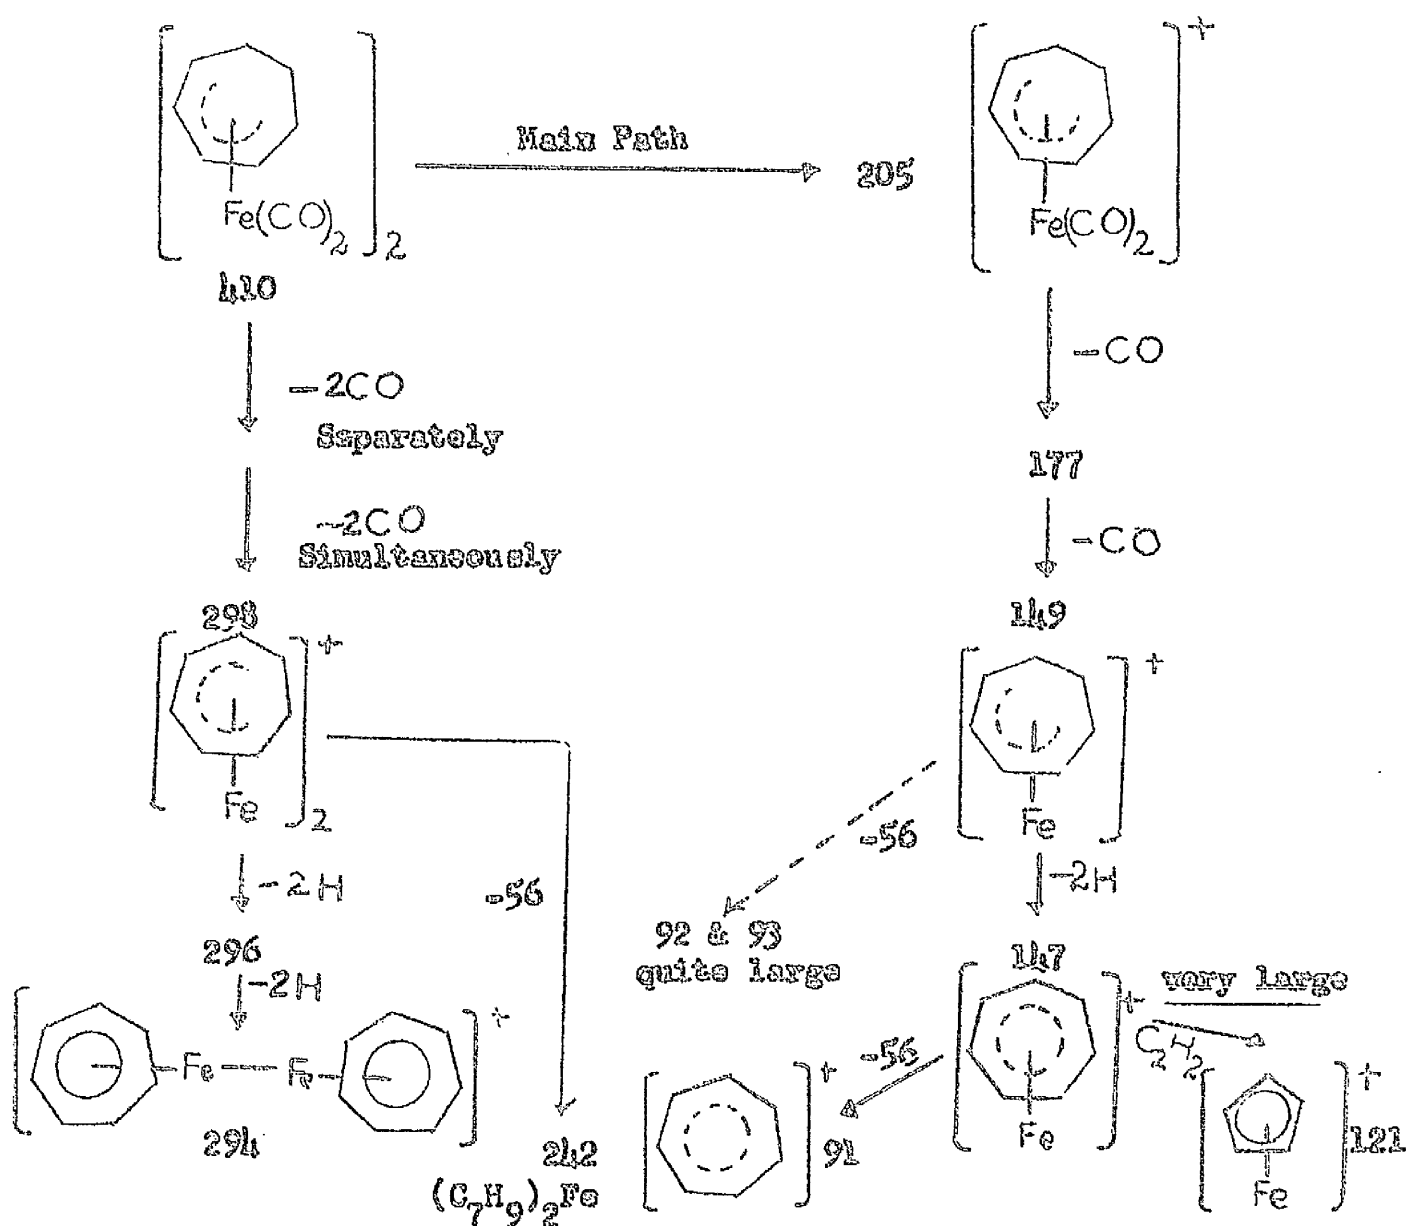 +
Main Path
205
Fe(CO)2
2
Fe(CO)2
410
-2CO
Ssparately
-CO
177
-2CO
Simultaneously
-CO
298
149
+
+
Fe
2
Fe
-56
-2H
-2H
-56
92 & 93
quite large
296
147
-2H
very large
+
+
C2H2
Fe
Fe
-56
+
+
294
242
91
Fe
121
(C7H9)2Fe
Fe